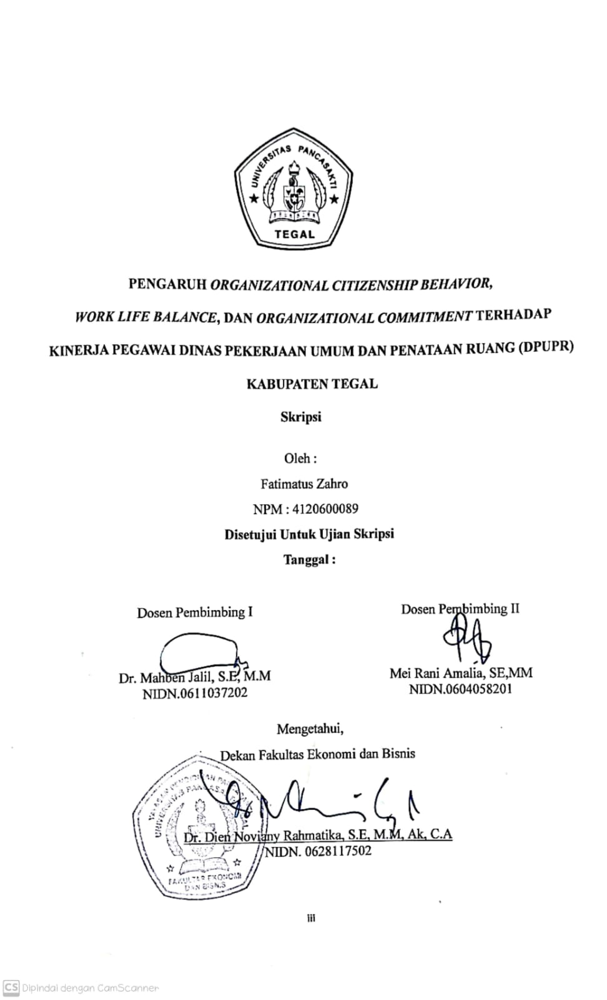 UNIVERSITAS PANCASAKTI
TEGAL
PENGARUH ORGANIZATIONAL CITIZENSHIP BEHAVIOR,
WORK LIFE BALANCE, DAN ORGANIZATIONAL COMMITMENT TERHADAP
KINERJA PEGAWAI DINAS PEKERJAAN UMUM DAN PENATAAN RUANG (DPUPR)
KABUPATEN TEGAL
Skripsi
Oleh :
Fatimatus Zahro
NPM : 4120600089
Disetujui Untuk Ujian Skripsi
Tanggal :
Dosen Pembimbing I
Dosen Pembimbing II
Dr. Mahben Jalil, S.E, M.M
NIDN.0611037202
Mei Rani Amalia, SE,MM
NIDN.0604058201
Mengetahui,
Dekan Fakultas Ekonomi dan Bisnis
Dr. Dien Noviany Rahmatika, S.E, M.M, Ak, C.A
NIDN. 0628117502
FAKULTAS EKONOMI
DAN BISNIS
iii
CS Dipindai dengan CamScanner